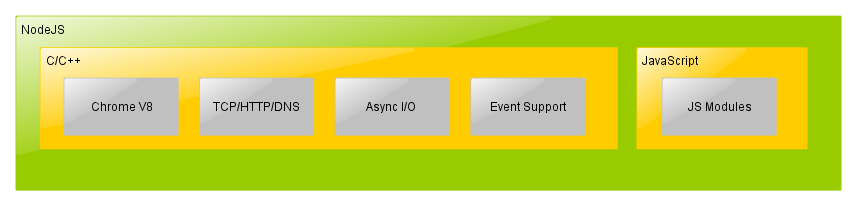 NodeJS
C/C++
JavaScript
Chrome V8
TCP/HTTP/DNS
Async I/O
Event Support
JS Modules